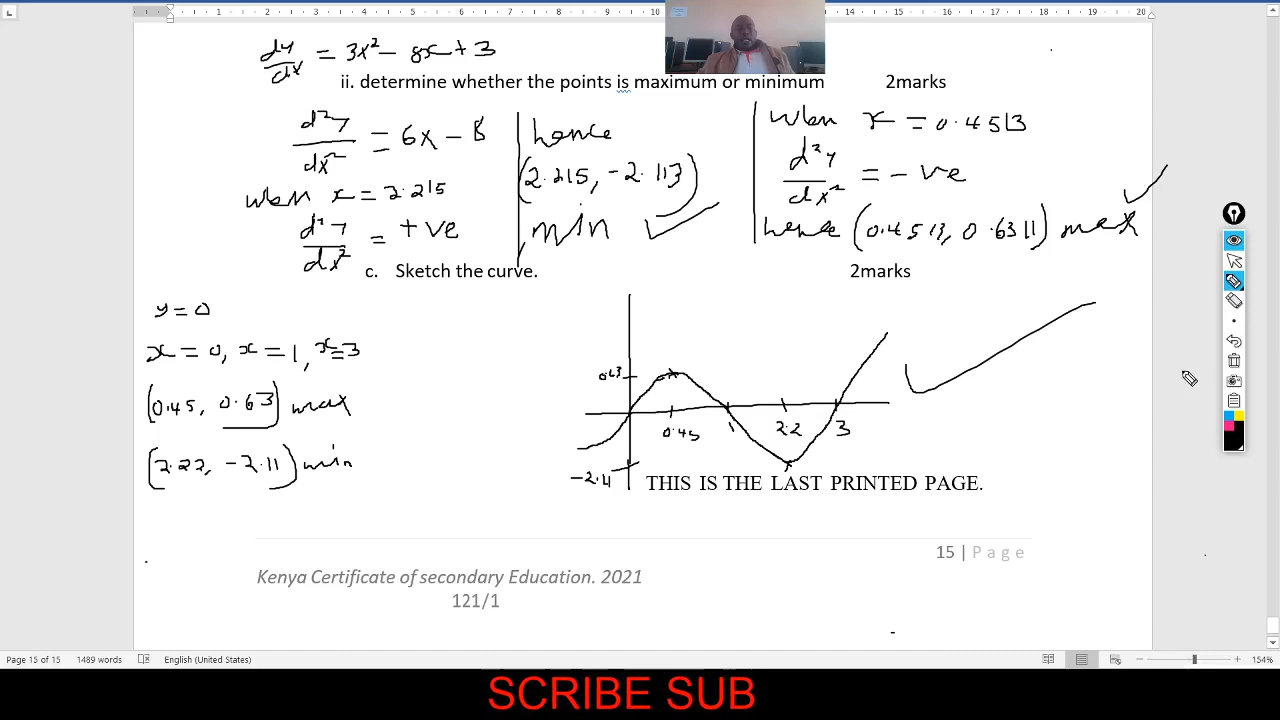 dy/dx = 3x² - 8x + 3
ii. determine whether the points is maximum or minimum 2marks
d²y/dx² = 6x - 8
when x = 2.215
d²y/dx² = +ve
hence
(2.215, -2.113)
min
when x = 0.4513
d²y/dx² = -ve
hence (0.4513, 0.6311) max
c. Sketch the curve. 2marks
y = 0
x = 0, x = 1, x = 3
(0.45, 0.63) max
(2.22, -2.11) min
0.63
0.45
1
2.2
3
-2.11
THIS IS THE LAST PRINTED PAGE.
15 | Page
Kenya Certificate of secondary Education. 2021
121/1
Page 15 of 15 1489 words English (United States) 154%
SCRIBE SUB